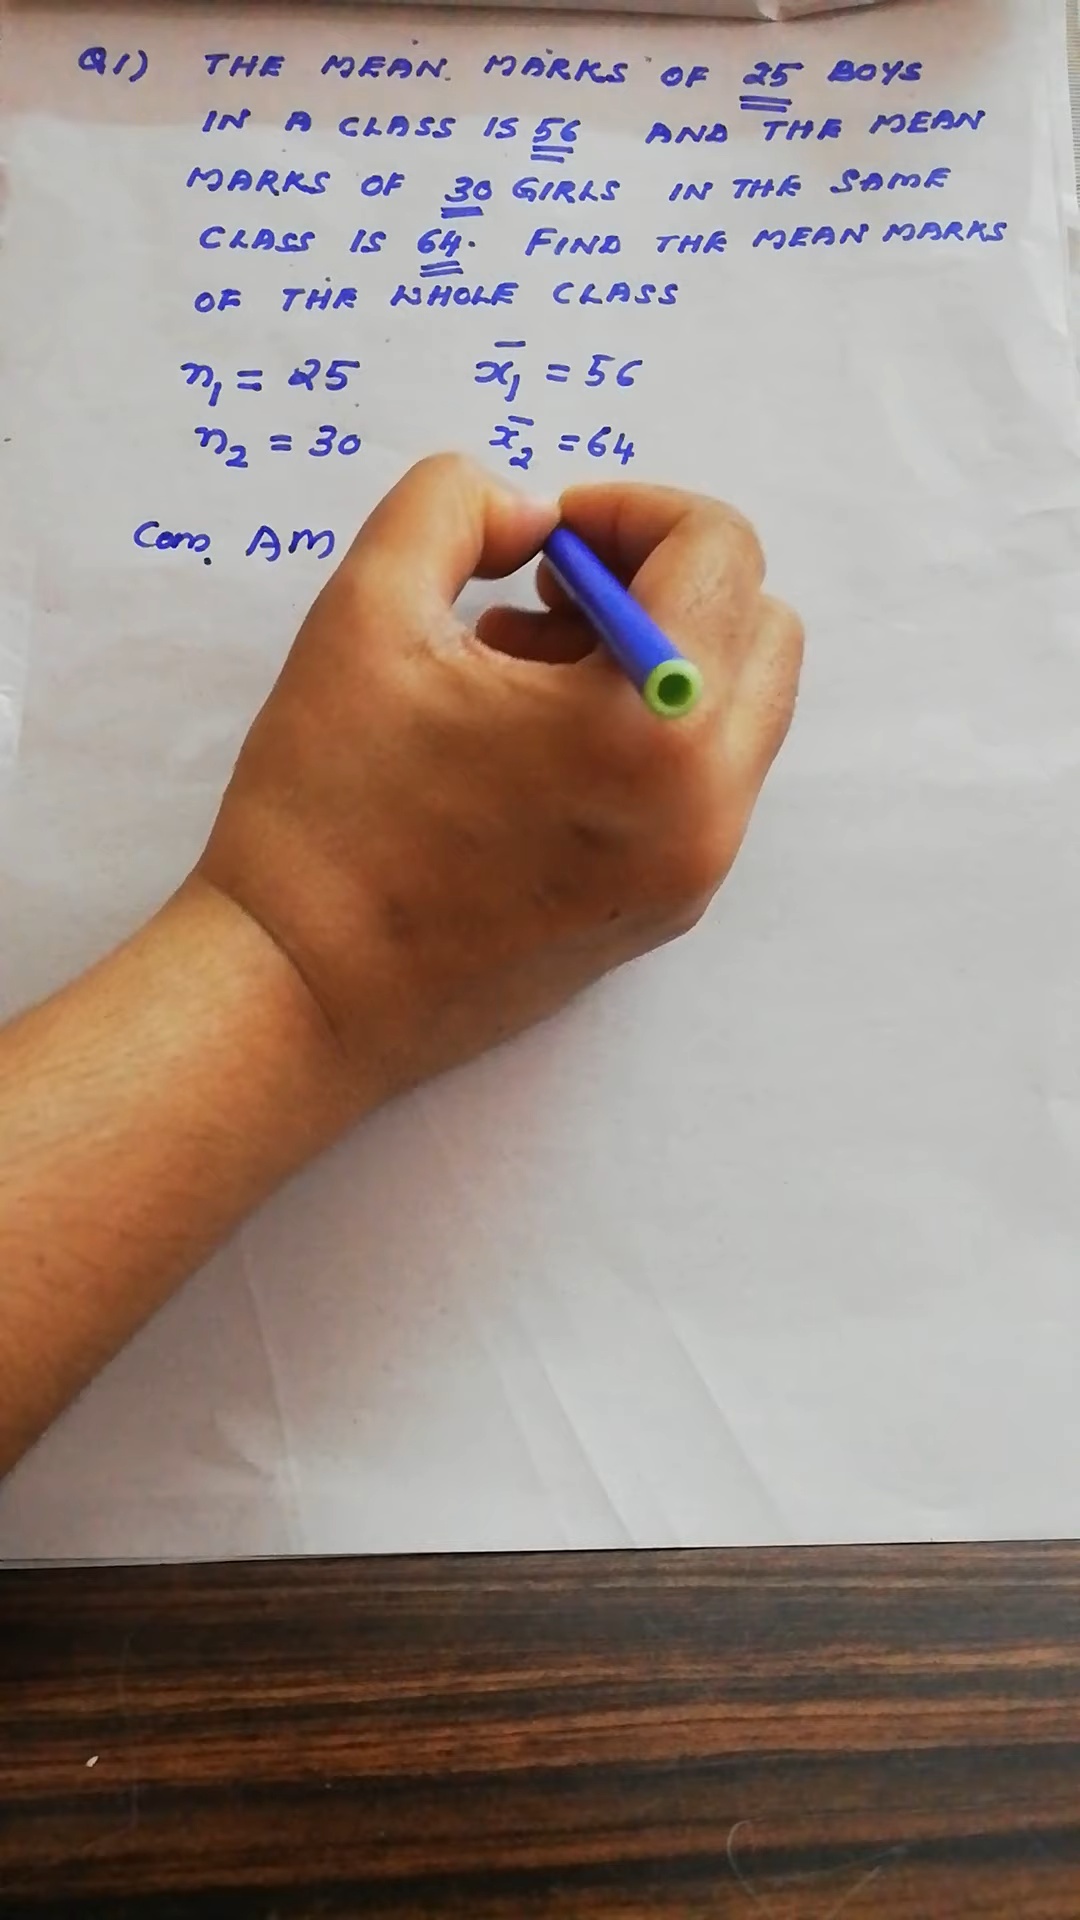 Q1) THE MEAN MARKS OF 25 BOYS
IN A CLASS IS 56 AND THE MEAN
MARKS OF 30 GIRLS IN THE SAME
CLASS IS 64. FIND THE MEAN MARKS
OF THE WHOLE CLASS
n₁ = 25 x̄₁ = 56
n₂ = 30 x̄₂ = 64
Com. AM